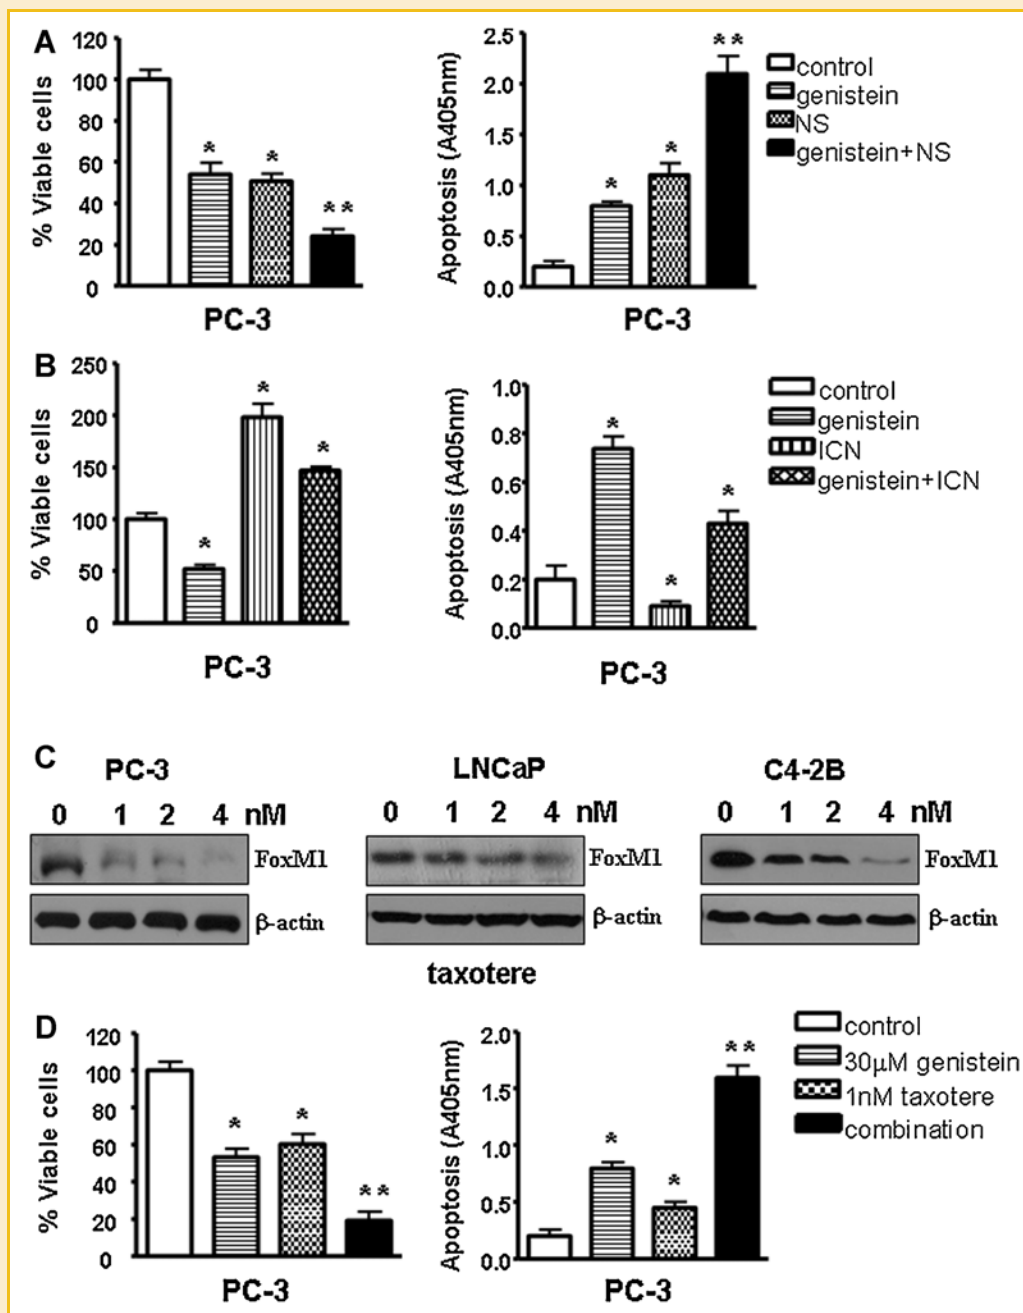 A
120
100
80
60
40
20
0
% Viable cells
*
*
**
PC-3
2.5
2.0
1.5
1.0
0.5
0.0
Apoptosis (A405nm)
*
*
**
PC-3
control
genistein
NS
genistein+NS
B
250
200
150
100
50
0
% Viable cells
*
*
*
PC-3
1.0
0.8
0.6
0.4
0.2
0.0
Apoptosis (A405nm)
*
*
*
PC-3
control
genistein
ICN
genistein+ICN
C
PC-3
0 1 2 4 nM
FoxM1
β-actin
LNCaP
0 1 2 4 nM
FoxM1
β-actin
C4-2B
0 1 2 4 nM
FoxM1
β-actin
taxotere
D
120
100
80
60
40
20
0
% Viable cells
*
*
**
PC-3
2.0
1.5
1.0
0.5
0.0
Apoptosis (A405nm)
*
*
**
PC-3
control
30μM genistein
1nM taxotere
combination